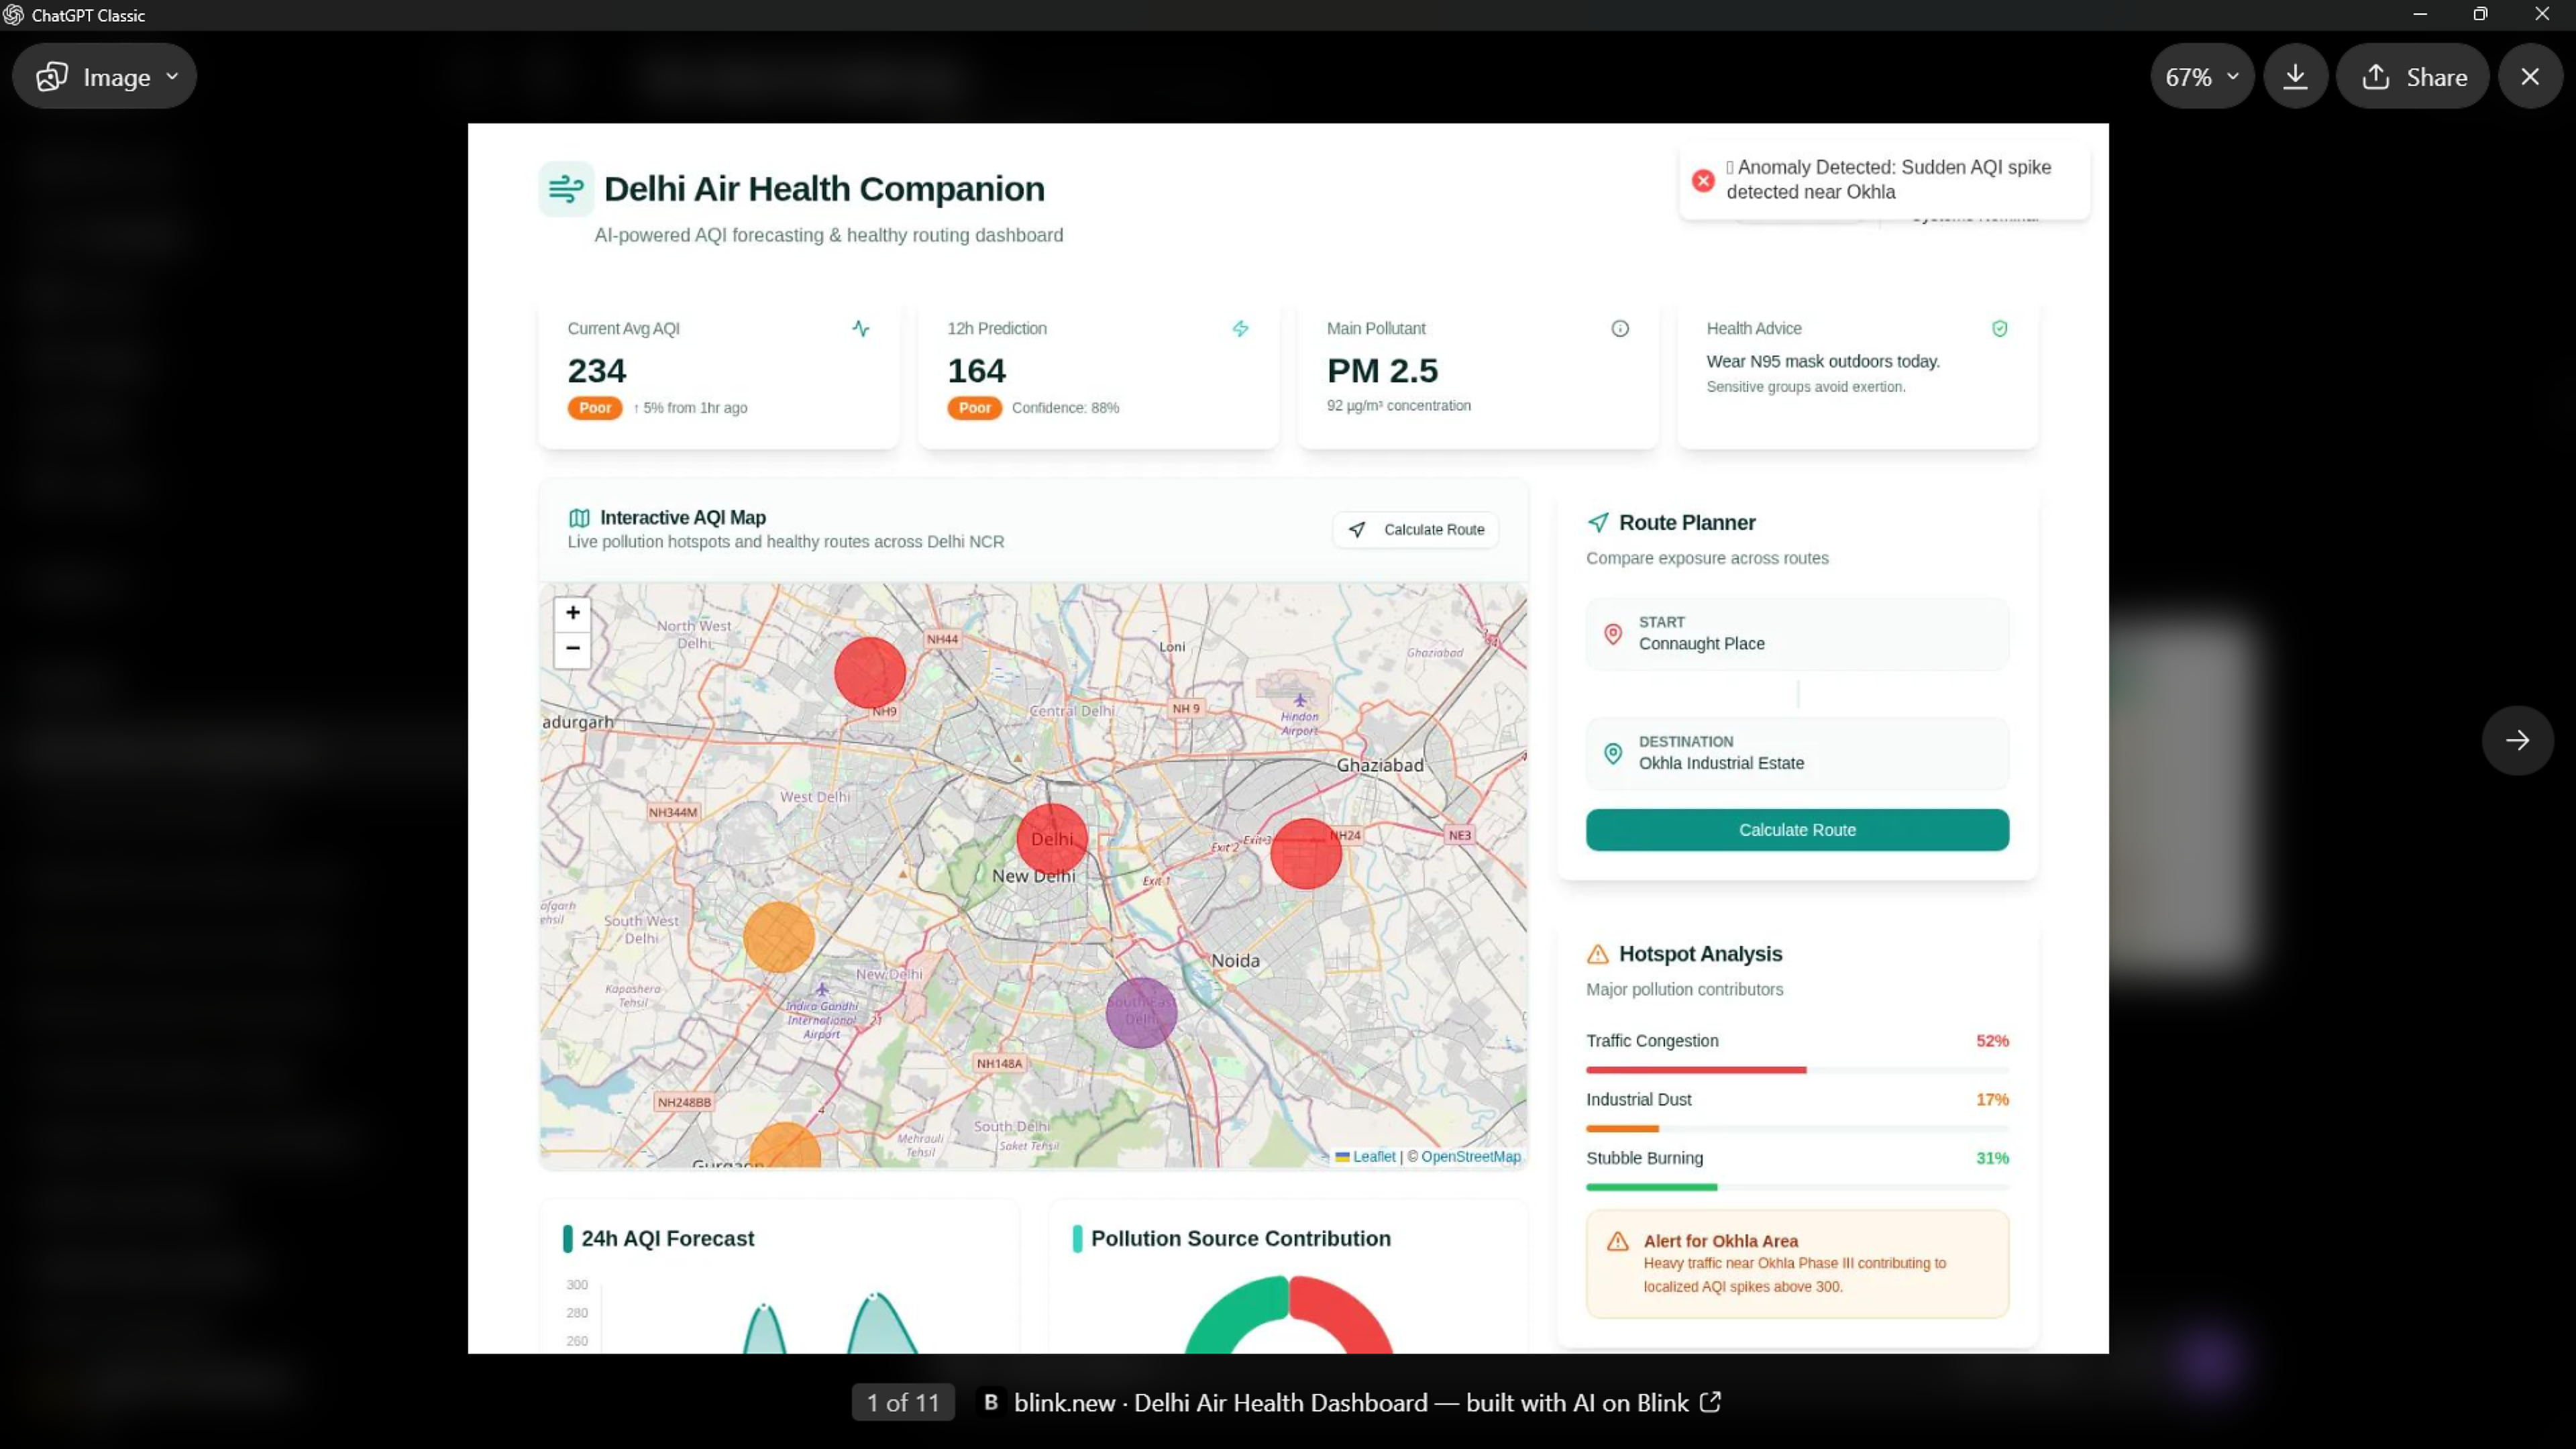 ChatGPT Classic
Image
67%
Share
Delhi Air Health Companion
AI-powered AQI forecasting & healthy routing dashboard
Anomaly Detected: Sudden AQI spike
detected near Okhla
Current Avg AQI
234
Poor ↑ 5% from 1hr ago
12h Prediction
164
Poor Confidence: 88%
Main Pollutant
PM 2.5
92 µg/m³ concentration
Health Advice
Wear N95 mask outdoors today.
Sensitive groups avoid exertion.
Interactive AQI Map
Live pollution hotspots and healthy routes across Delhi NCR
Calculate Route
+
−
North West
Delhi
NH44
Loni
Ghaziabad
NH9
Central Delhi
NH 9
Hindon
Airport
adurgarh
Ghaziabad
West Delhi
NH344M
Delhi
Exit 2
Exit 3
NH24
NE3
New Delhi
Exit 1
afgarh
ehsil
South West
Delhi
Noida
New Delhi
Kapashera
Tehsil
Indira Gandhi
International
Airport
21
South East
Delhi
NH148A
NH248BB
4
Mehrauli
Tehsil
South Delhi
Saket Tehsil
Gurgaon
Leaflet | © OpenStreetMap
Route Planner
Compare exposure across routes
START
Connaught Place
DESTINATION
Okhla Industrial Estate
Calculate Route
Hotspot Analysis
Major pollution contributors
Traffic Congestion 52%
Industrial Dust 17%
Stubble Burning 31%
Alert for Okhla Area
Heavy traffic near Okhla Phase III contributing to
localized AQI spikes above 300.
24h AQI Forecast
300
280
260
Pollution Source Contribution
1 of 11 B blink.new · Delhi Air Health Dashboard — built with AI on Blink